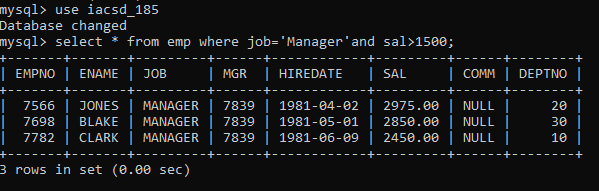 mysql> use iacsd_185
Database changed
mysql> select * from emp where job='Manager'and sal>1500;
+-------+-------+---------+------+------------+---------+------+--------+
| EMPNO | ENAME | JOB     | MGR  | HIREDATE   | SAL     | COMM | DEPTNO |
+-------+-------+---------+------+------------+---------+------+--------+
|  7566 | JONES | MANAGER | 7839 | 1981-04-02 | 2975.00 | NULL |     20 |
|  7698 | BLAKE | MANAGER | 7839 | 1981-05-01 | 2850.00 | NULL |     30 |
|  7782 | CLARK | MANAGER | 7839 | 1981-06-09 | 2450.00 | NULL |     10 |
+-------+-------+---------+------+------------+---------+------+--------+
3 rows in set (0.00 sec)